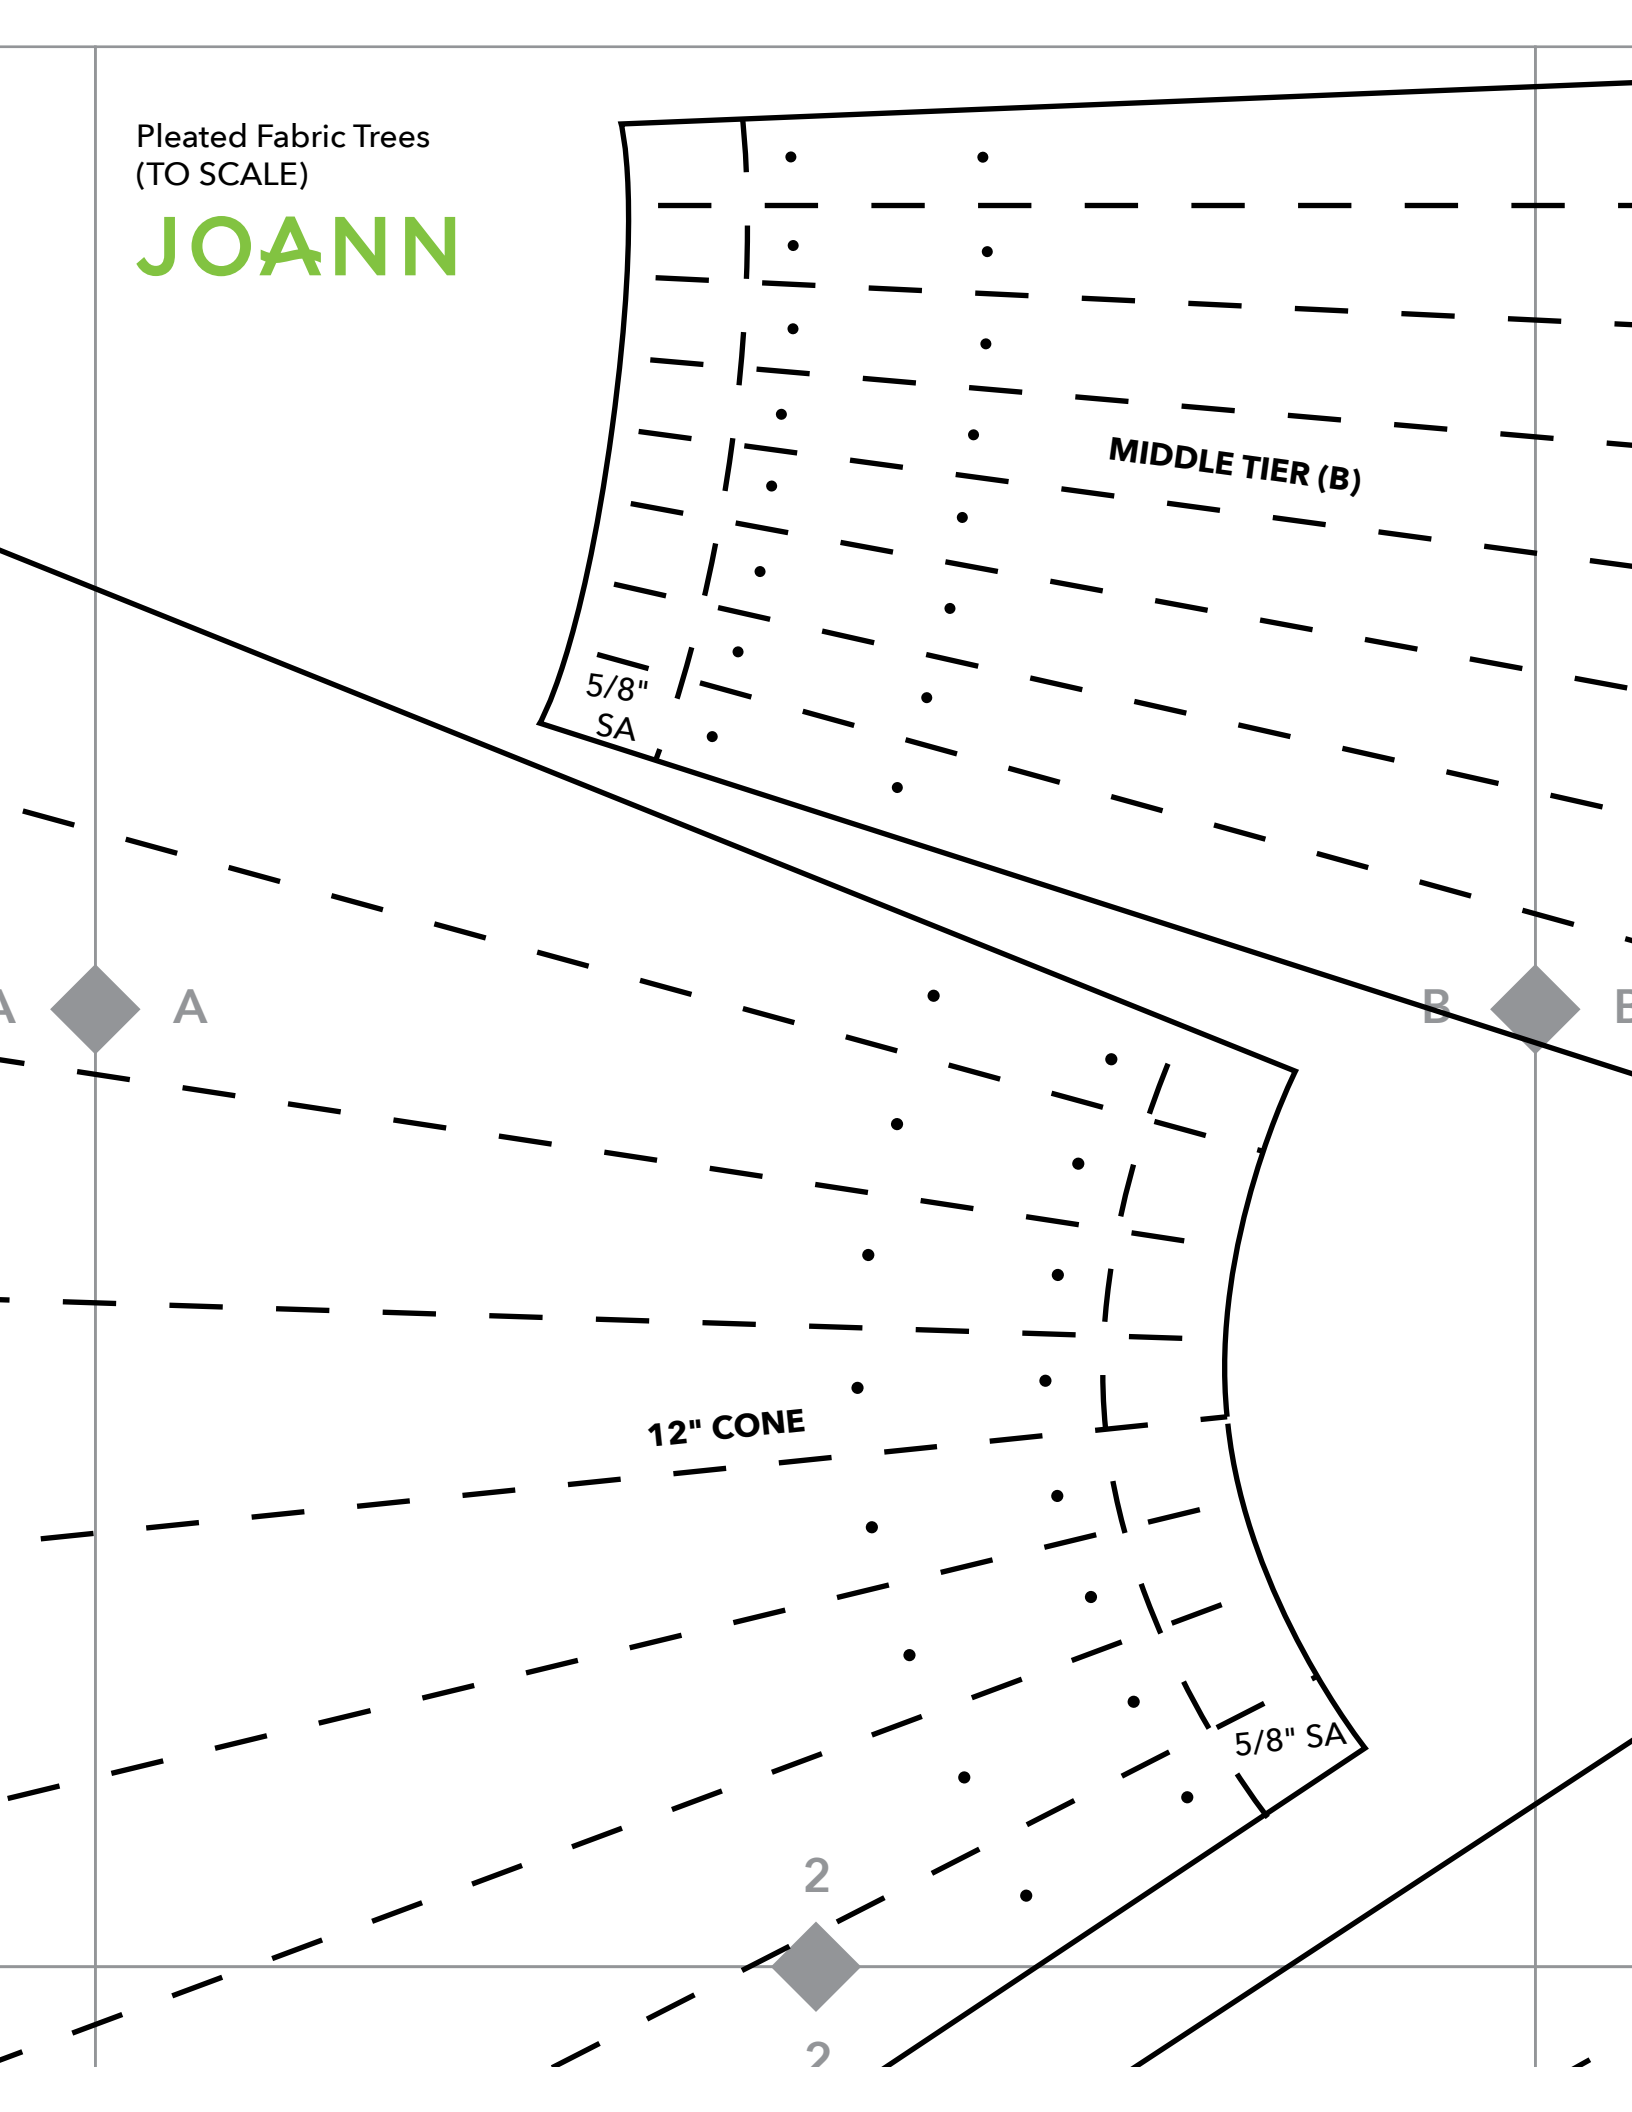 Pleated Fabric Trees
(TO SCALE)
JOANN
MIDDLE TIER (B)
5/8"
SA
A
A
B
B
12" CONE
5/8" SA
2
2